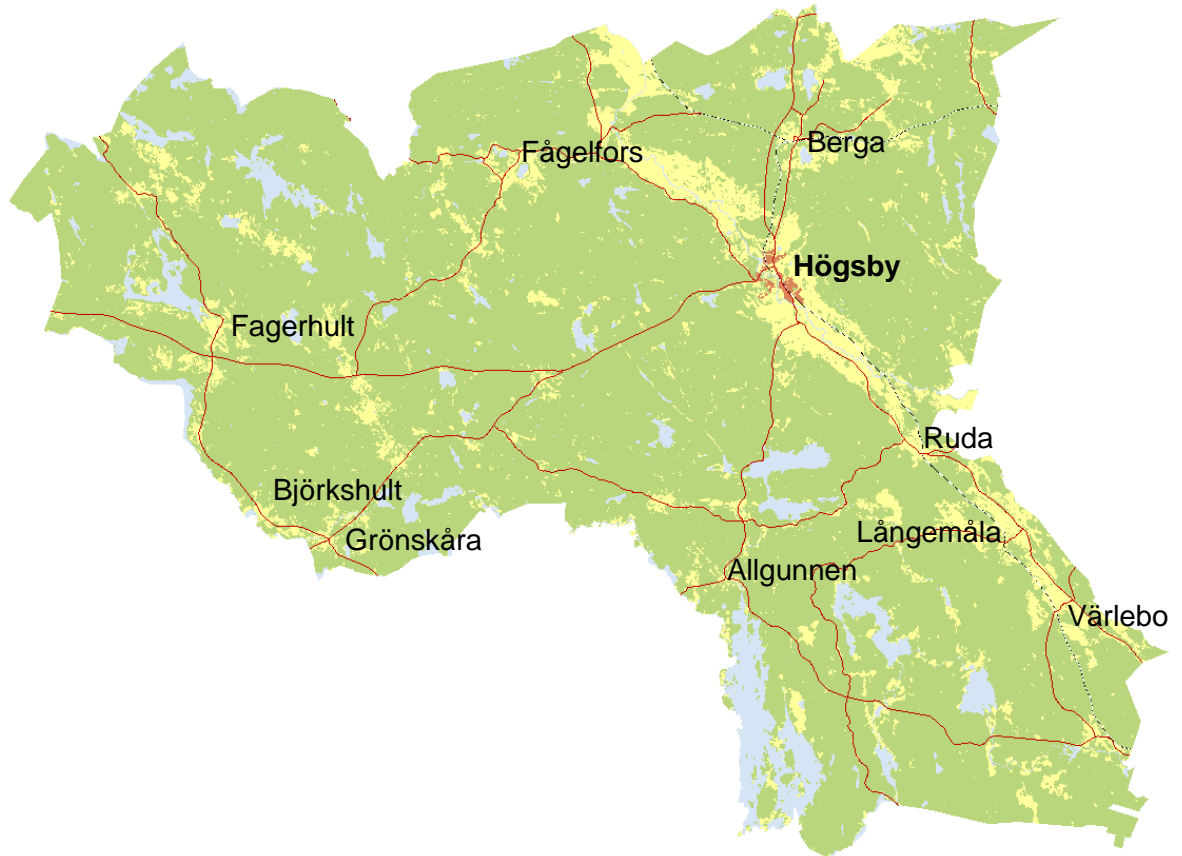 Berga
Fågelfors
Högsby
Fagerhult
Ruda
Björkshult
Långemåla
Grönskåra
Allgunnen
Värlebo